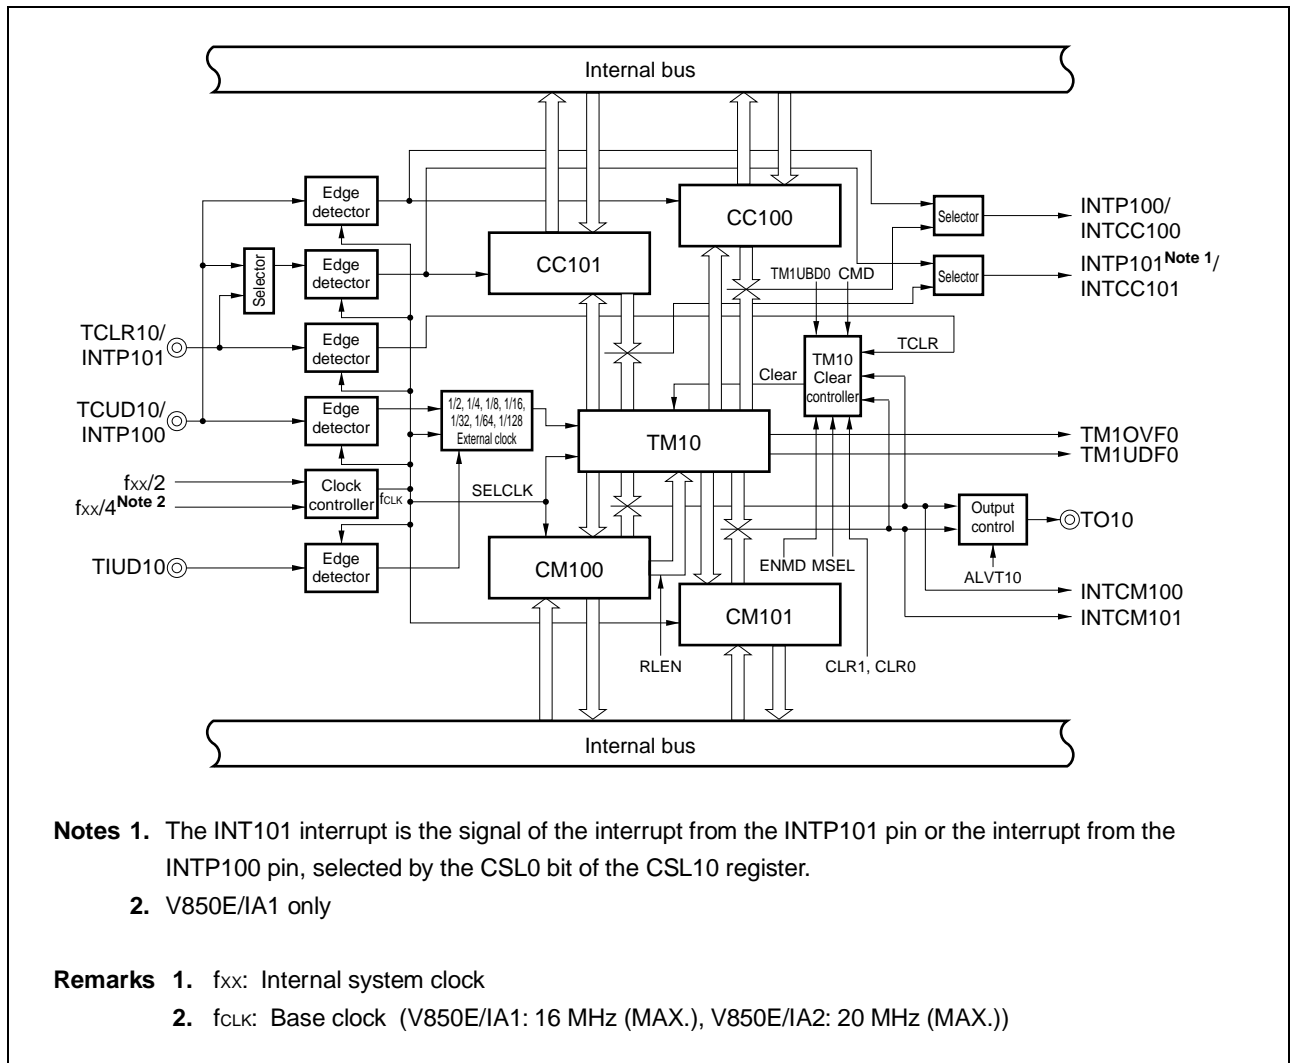 Internal bus
Edge
detector
CC100
Selector
INTP100/
INTCC100
Selector
Edge
detector
CC101
TM1UBD0 CMD
Selector
INTP101Note 1/
INTCC101
TCLR10/
INTP101
Edge
detector
TCLR
TM10
Clear
controller
Clear
TCUD10/
INTP100
Edge
detector
1/2, 1/4, 1/8, 1/16,
1/32, 1/64, 1/128
External clock
TM10
TM1OVF0
TM1UDF0
fxx/2
fxx/4Note 2
Clock
controller
fCLK
SELCLK
Output
control
TO10
TIUD10
Edge
detector
CM100
ENMD MSEL
ALVT10
INTCM100
CM101
INTCM101
RLEN
CLR1, CLR0
Internal bus
Notes 1. The INT101 interrupt is the signal of the interrupt from the INTP101 pin or the interrupt from the
INTP100 pin, selected by the CSL0 bit of the CSL10 register.
2. V850E/IA1 only
Remarks 1. fxx: Internal system clock
2. fCLK: Base clock (V850E/IA1: 16 MHz (MAX.), V850E/IA2: 20 MHz (MAX.))